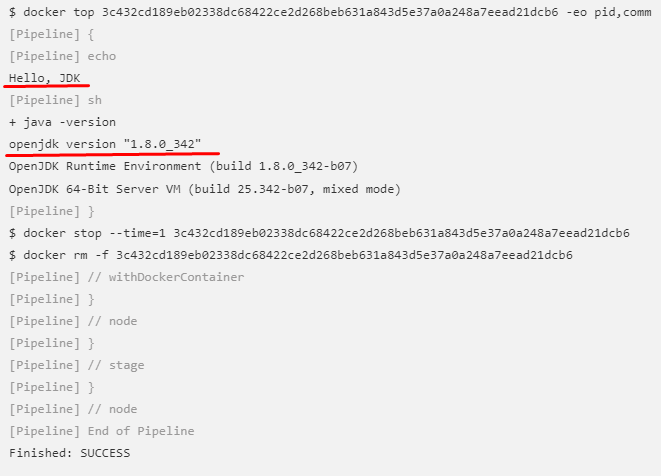 $ docker top 3c432cd189eb02338dc68422ce2d268beb631a843d5e37a0a248a7eead21dcb6 -eo pid,comm
[Pipeline] {
[Pipeline] echo
Hello, JDK
[Pipeline] sh
+ java -version
openjdk version "1.8.0_342"
OpenJDK Runtime Environment (build 1.8.0_342-b07)
OpenJDK 64-Bit Server VM (build 25.342-b07, mixed mode)
[Pipeline] }
$ docker stop --time=1 3c432cd189eb02338dc68422ce2d268beb631a843d5e37a0a248a7eead21dcb6
$ docker rm -f 3c432cd189eb02338dc68422ce2d268beb631a843d5e37a0a248a7eead21dcb6
[Pipeline] // withDockerContainer
[Pipeline] }
[Pipeline] // node
[Pipeline] }
[Pipeline] // stage
[Pipeline] }
[Pipeline] // node
[Pipeline] End of Pipeline
Finished: SUCCESS